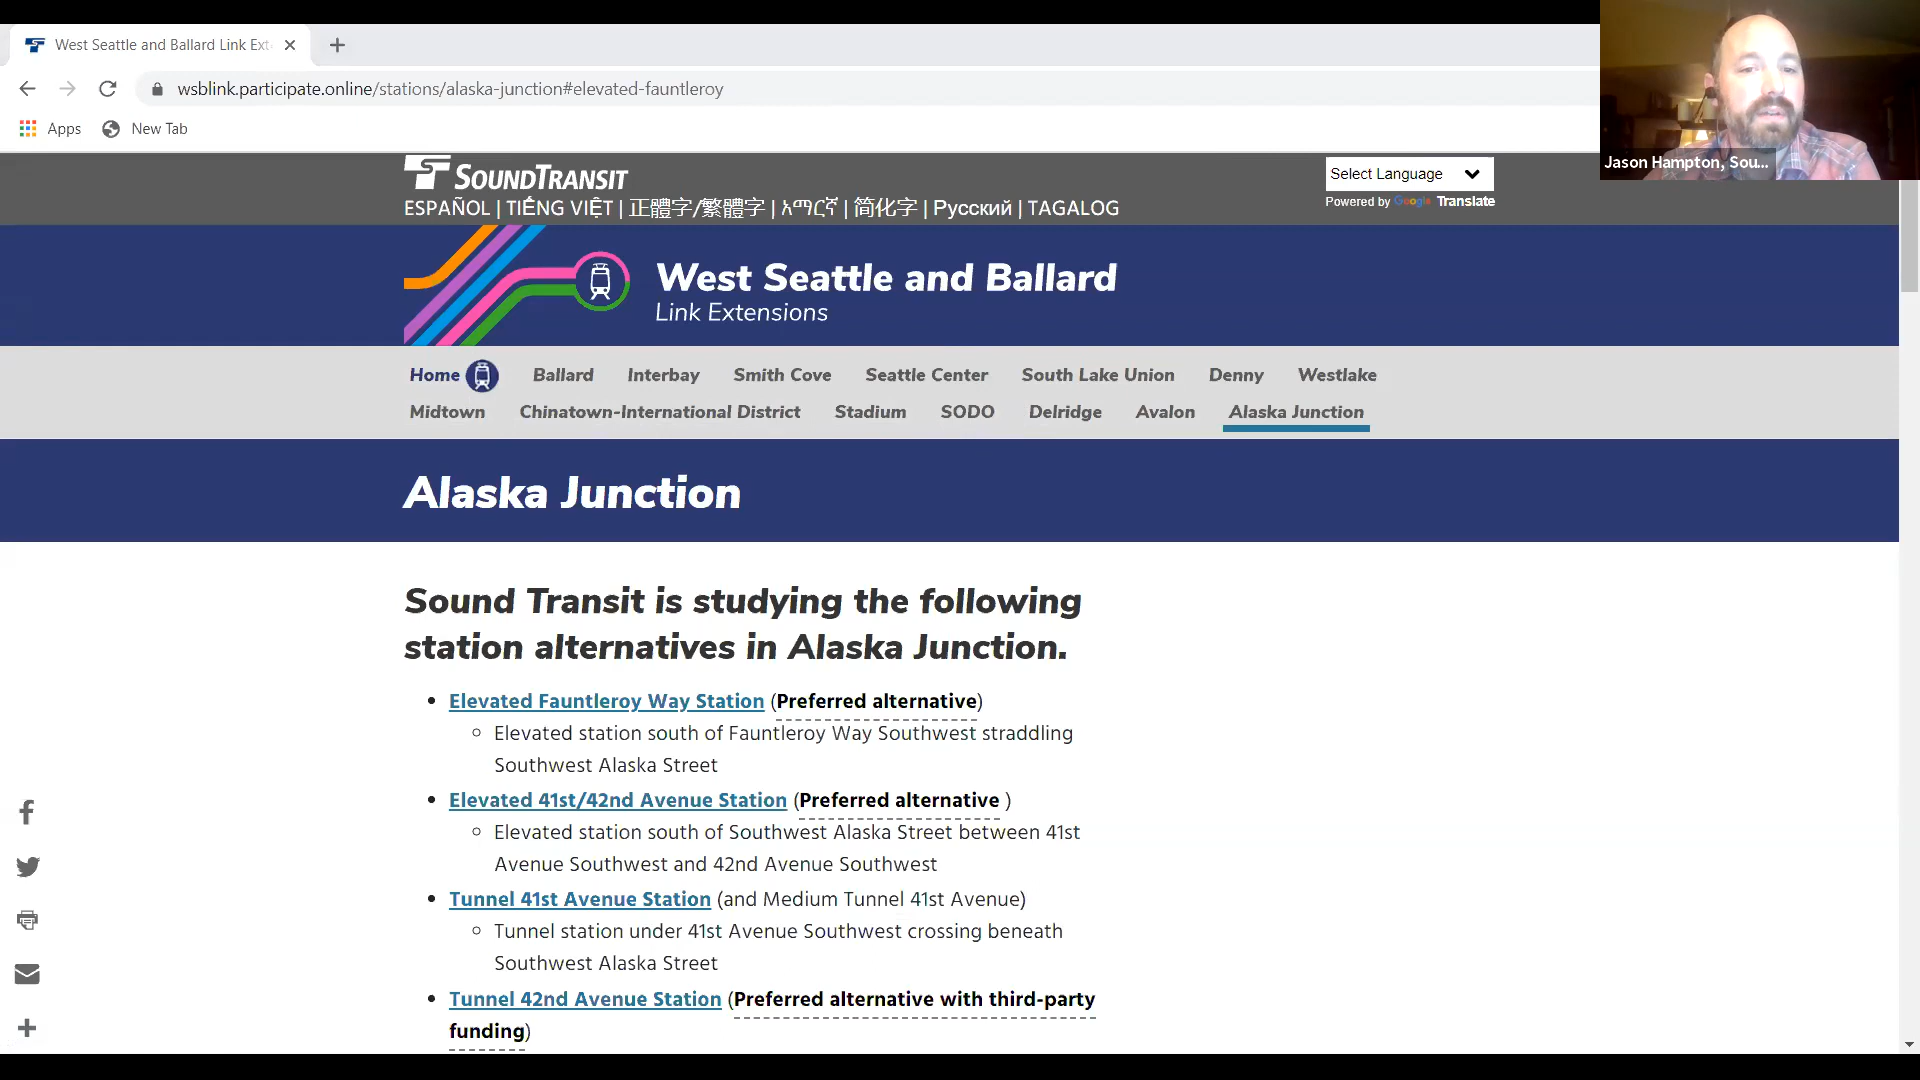 West Seattle and Ballard Link Ext
wsblink.participate.online/stations/alaska-junction#elevated-fauntleroy
Apps
New Tab
Jason Hampton, Sou...
SOUNDTRANSIT
Select Language
ESPAÑOL | TIẾNG VIỆT | 正體字/繁體字 | አማርኛ | 简化字 | Русский | TAGALOG
Powered by Google Translate
West Seattle and Ballard
Link Extensions
Home Ballard Interbay Smith Cove Seattle Center South Lake Union Denny Westlake
Midtown Chinatown-International District Stadium SODO Delridge Avalon Alaska Junction
Alaska Junction
Sound Transit is studying the following
station alternatives in Alaska Junction.
Elevated Fauntleroy Way Station (Preferred alternative)
Elevated station south of Fauntleroy Way Southwest straddling
Southwest Alaska Street
Elevated 41st/42nd Avenue Station (Preferred alternative )
Elevated station south of Southwest Alaska Street between 41st
Avenue Southwest and 42nd Avenue Southwest
Tunnel 41st Avenue Station (and Medium Tunnel 41st Avenue)
Tunnel station under 41st Avenue Southwest crossing beneath
Southwest Alaska Street
Tunnel 42nd Avenue Station (Preferred alternative with third-party
funding)